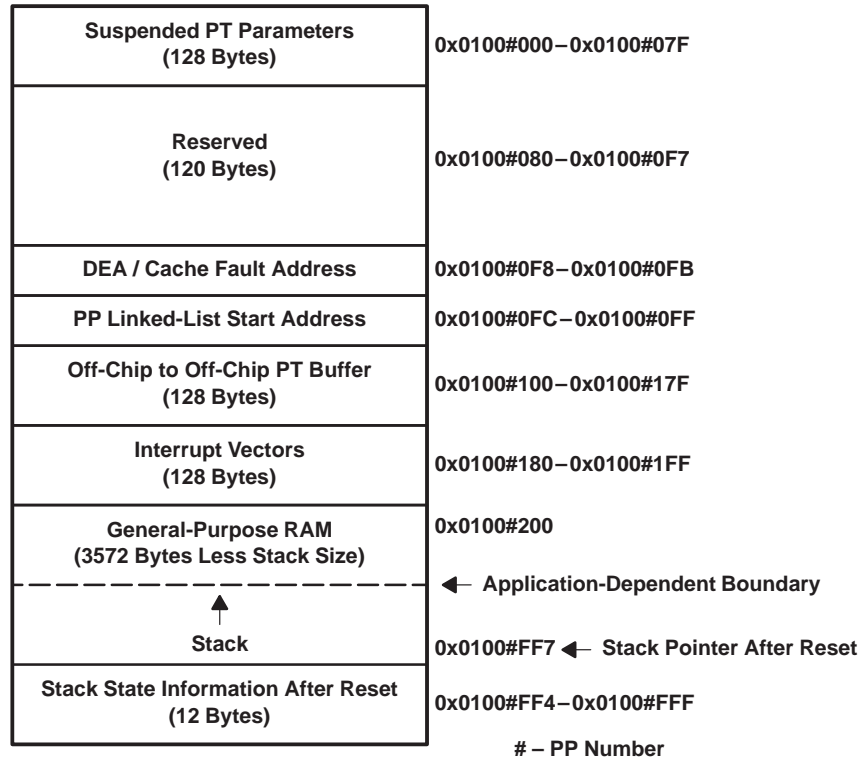 Suspended PT Parameters
(128 Bytes)
0x0100#000–0x0100#07F
Reserved
(120 Bytes)
0x0100#080–0x0100#0F7
DEA / Cache Fault Address
0x0100#0F8–0x0100#0FB
PP Linked-List Start Address
0x0100#0FC–0x0100#0FF
Off-Chip to Off-Chip PT Buffer
(128 Bytes)
0x0100#100–0x0100#17F
Interrupt Vectors
(128 Bytes)
0x0100#180–0x0100#1FF
General-Purpose RAM
(3572 Bytes Less Stack Size)
0x0100#200
Application-Dependent Boundary
Stack
0x0100#FF7
Stack Pointer After Reset
Stack State Information After Reset
(12 Bytes)
0x0100#FF4–0x0100#FFF
# – PP Number